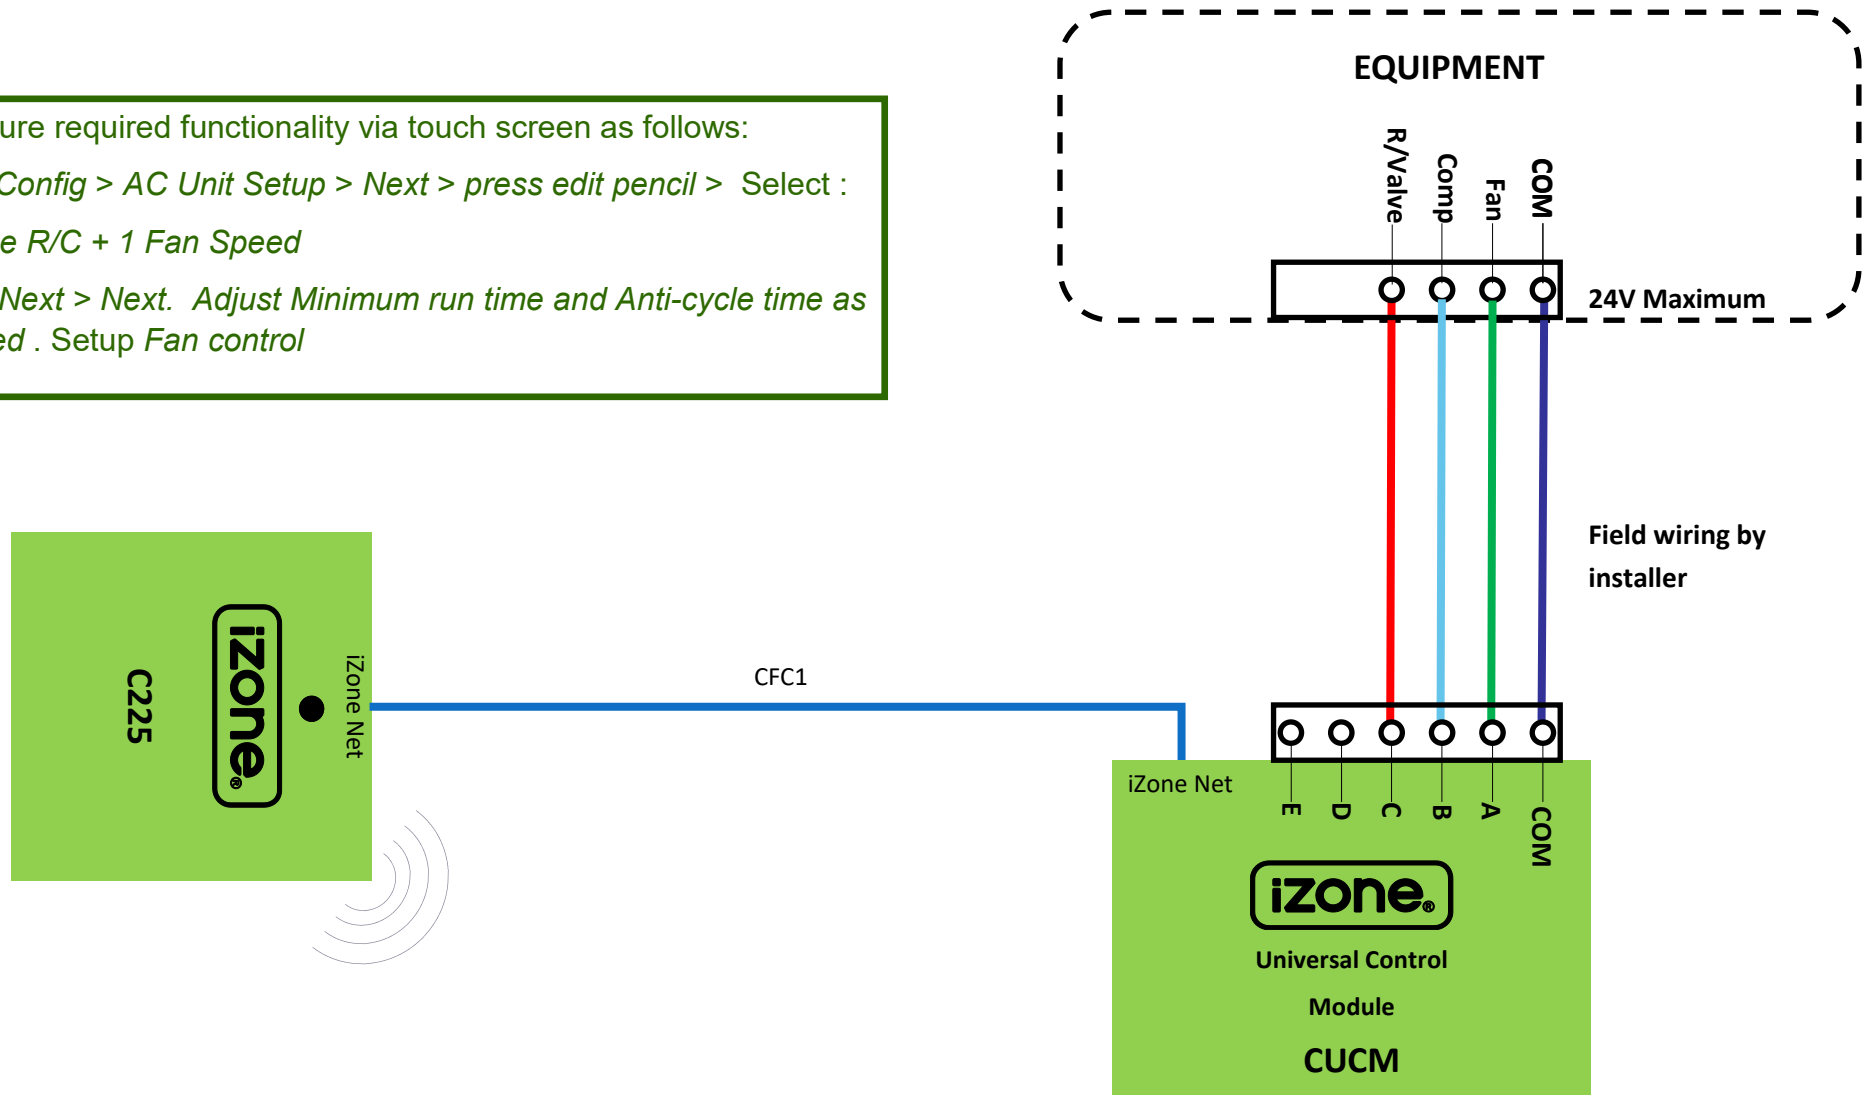 EQUIPMENT
ure required functionality via touch screen as follows:
Config > AC Unit Setup > Next > press edit pencil > Select :
e R/C + 1 Fan Speed
Next > Next. Adjust Minimum run time and Anti-cycle time as
ed . Setup Fan control
R/Valve
Comp
Fan
COM
24V Maximum
Field wiring by
installer
C225
izone®
iZone Net
CFC1
iZone Net
E
D
C
B
A
COM
izone®
Universal Control
Module
CUCM